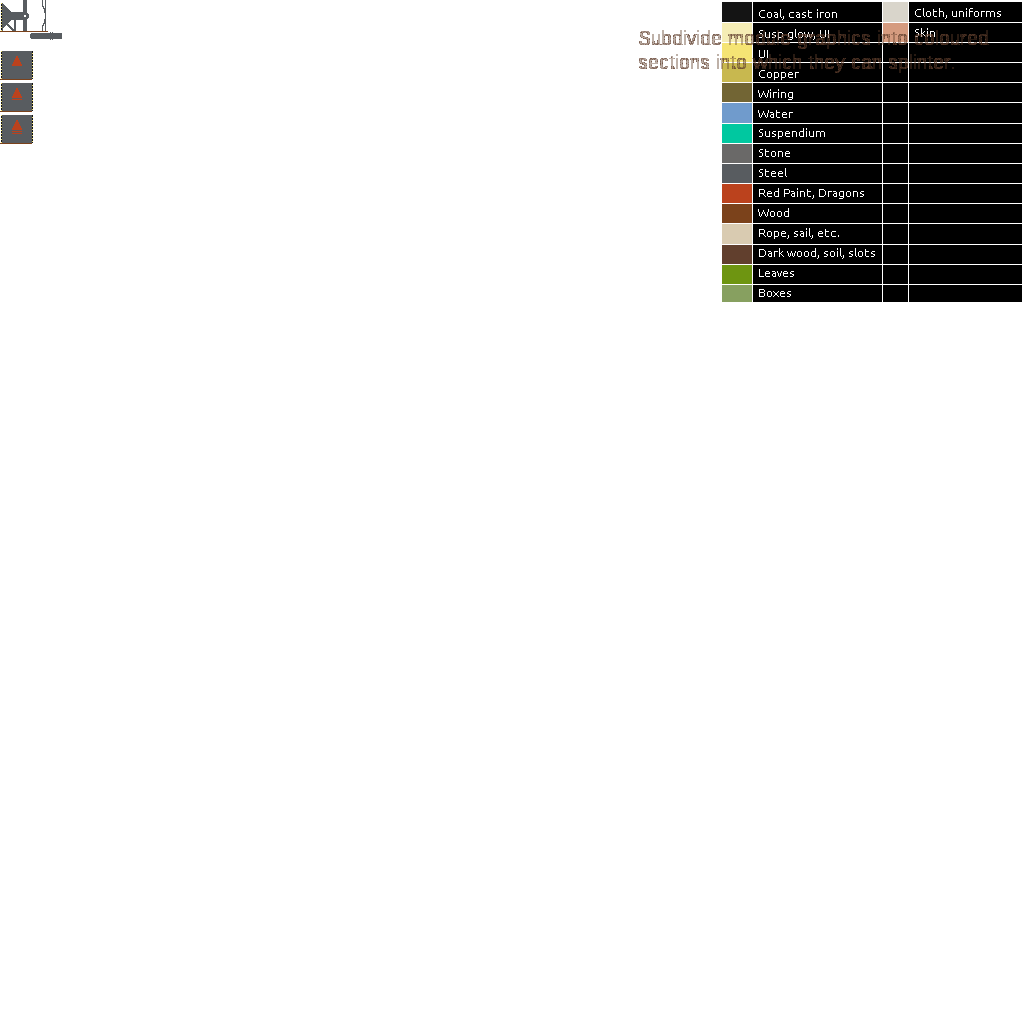 Subdivide module graphics into coloured
sections into which they can splinter.
Coal, cast iron
Susp glow, UI
UI
Copper
Wiring
Water
Suspendium
Stone
Steel
Red Paint, Dragons
Wood
Rope, sail, etc.
Dark wood, soil, slots
Leaves
Boxes
Cloth, uniforms
Skin